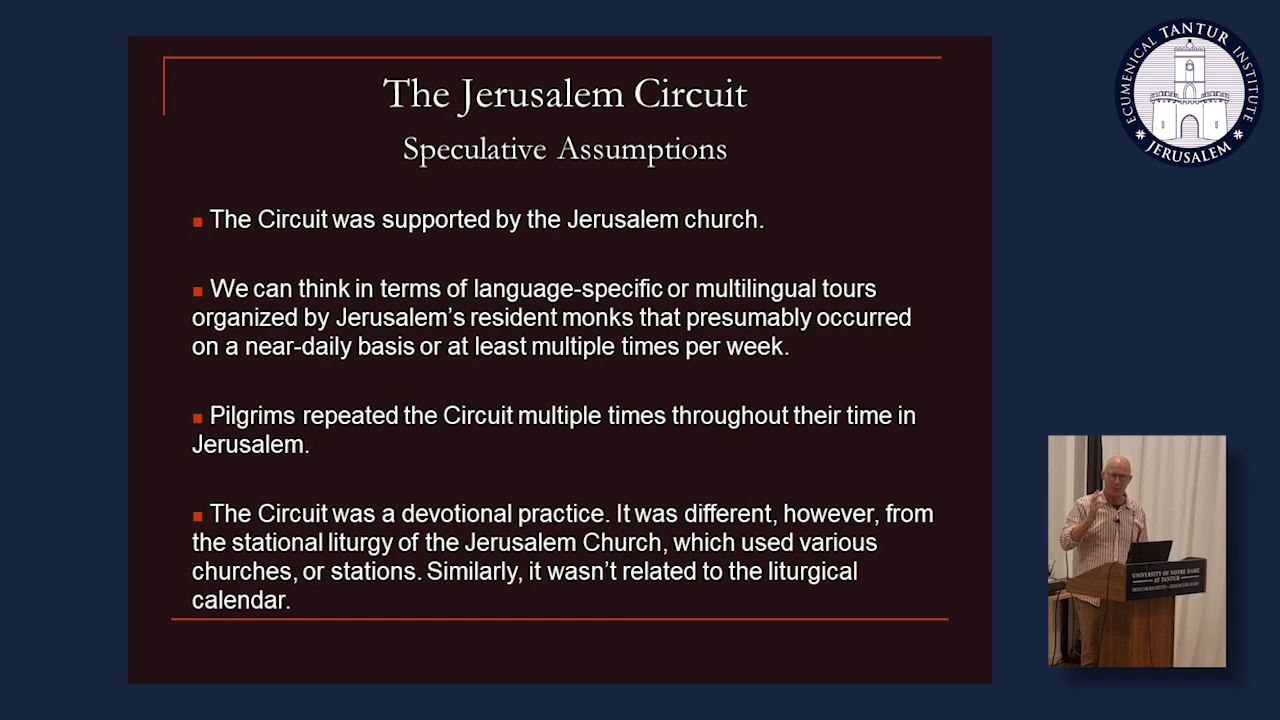 The Jerusalem Circuit
Speculative Assumptions
■ The Circuit was supported by the Jerusalem church.
■ We can think in terms of language-specific or multilingual tours
organized by Jerusalem’s resident monks that presumably occurred
on a near-daily basis or at least multiple times per week.
■ Pilgrims repeated the Circuit multiple times throughout their time in
Jerusalem.
■ The Circuit was a devotional practice. It was different, however, from
the stational liturgy of the Jerusalem Church, which used various
churches, or stations. Similarly, it wasn’t related to the liturgical
calendar.
ECUMENICAL TANTUR INSTITUTE
JERUSALEM
UNIVERSITY OF NOTRE DAME
AT TANTUR